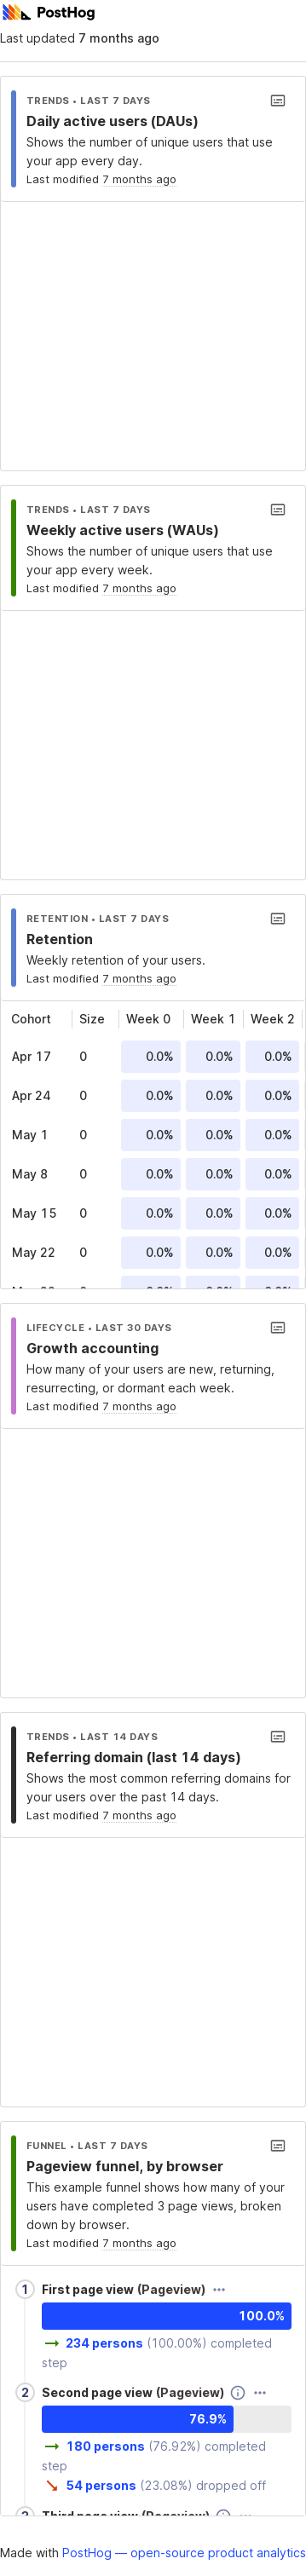 PostHog
Last updated 7 months ago
TRENDS • LAST 7 DAYS
Daily active users (DAUs)
Shows the number of unique users that use
your app every day.
Last modified 7 months ago
TRENDS • LAST 7 DAYS
Weekly active users (WAUs)
Shows the number of unique users that use
your app every week.
Last modified 7 months ago
RETENTION • LAST 7 DAYS
Retention
Weekly retention of your users.
Last modified 7 months ago
Cohort Size Week 0 Week 1 Week 2
Apr 17 0 0.0% 0.0% 0.0%
Apr 24 0 0.0% 0.0% 0.0%
May 1 0 0.0% 0.0% 0.0%
May 8 0 0.0% 0.0% 0.0%
May 15 0 0.0% 0.0% 0.0%
May 22 0 0.0% 0.0% 0.0%
LIFECYCLE • LAST 30 DAYS
Growth accounting
How many of your users are new, returning,
resurrecting, or dormant each week.
Last modified 7 months ago
TRENDS • LAST 14 DAYS
Referring domain (last 14 days)
Shows the most common referring domains for
your users over the past 14 days.
Last modified 7 months ago
FUNNEL • LAST 7 DAYS
Pageview funnel, by browser
This example funnel shows how many of your
users have completed 3 page views, broken
down by browser.
Last modified 7 months ago
1 First page view (Pageview)
100.0%
234 persons (100.00%) completed
step
2 Second page view (Pageview)
76.9%
180 persons (76.92%) completed
step
54 persons (23.08%) dropped off
3 Third page view (Pageview)
Made with PostHog — open-source product analytics